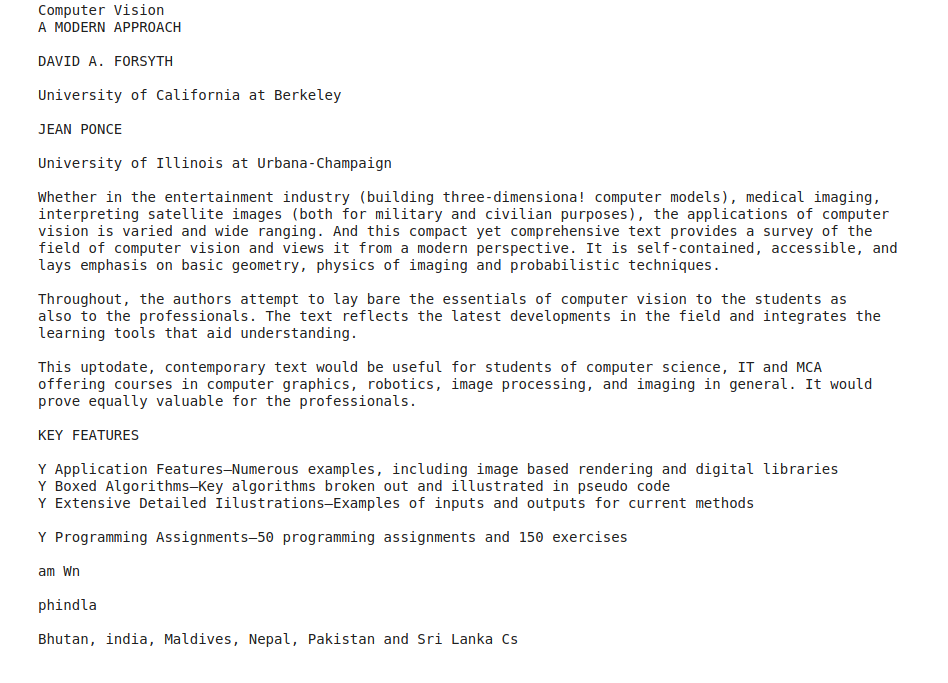 Computer Vision
A MODERN APPROACH
DAVID A. FORSYTH
University of California at Berkeley
JEAN PONCE
University of Illinois at Urbana-Champaign
Whether in the entertainment industry (building three-dimensiona! computer models), medical imaging,
interpreting satellite images (both for military and civilian purposes), the applications of computer
vision is varied and wide ranging. And this compact yet comprehensive text provides a survey of the
field of computer vision and views it from a modern perspective. It is self-contained, accessible, and
lays emphasis on basic geometry, physics of imaging and probabilistic techniques.
Throughout, the authors attempt to lay bare the essentials of computer vision to the students as
also to the professionals. The text reflects the latest developments in the field and integrates the
learning tools that aid understanding.
This uptodate, contemporary text would be useful for students of computer science, IT and MCA
offering courses in computer graphics, robotics, image processing, and imaging in general. It would
prove equally valuable for the professionals.
KEY FEATURES
Y Application Features—Numerous examples, including image based rendering and digital libraries
Y Boxed Algorithms—Key algorithms broken out and illustrated in pseudo code
Y Extensive Detailed Iilustrations—Examples of inputs and outputs for current methods
Y Programming Assignments—50 programming assignments and 150 exercises
am Wn
phindla
Bhutan, india, Maldives, Nepal, Pakistan and Sri Lanka Cs